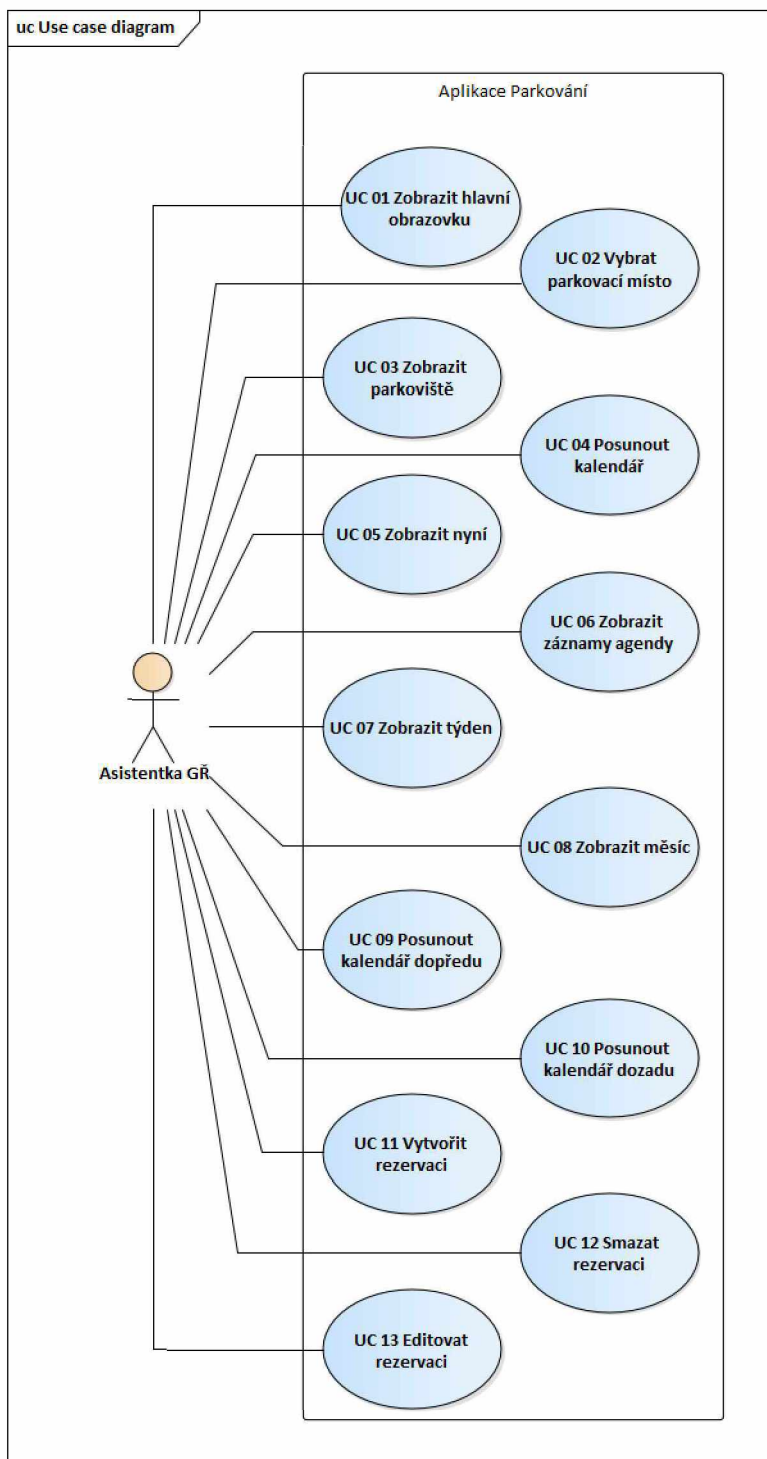 uc Use case diagram
Aplikace Parkování
UC 01 Zobrazit hlavní
obrazovku
UC 02 Vybrat
parkovací místo
UC 03 Zobrazit
parkoviště
UC 04 Posunout
kalendář
UC 05 Zobrazit nyní
UC 06 Zobrazit
záznamy agendy
UC 07 Zobrazit týden
Asistentka GŘ
UC 08 Zobrazit měsíc
UC 09 Posunout
kalendář dopředu
UC 10 Posunout
kalendář dozadu
UC 11 Vytvořit
rezervaci
UC 12 Smazat
rezervaci
UC 13 Editovat
rezervaci